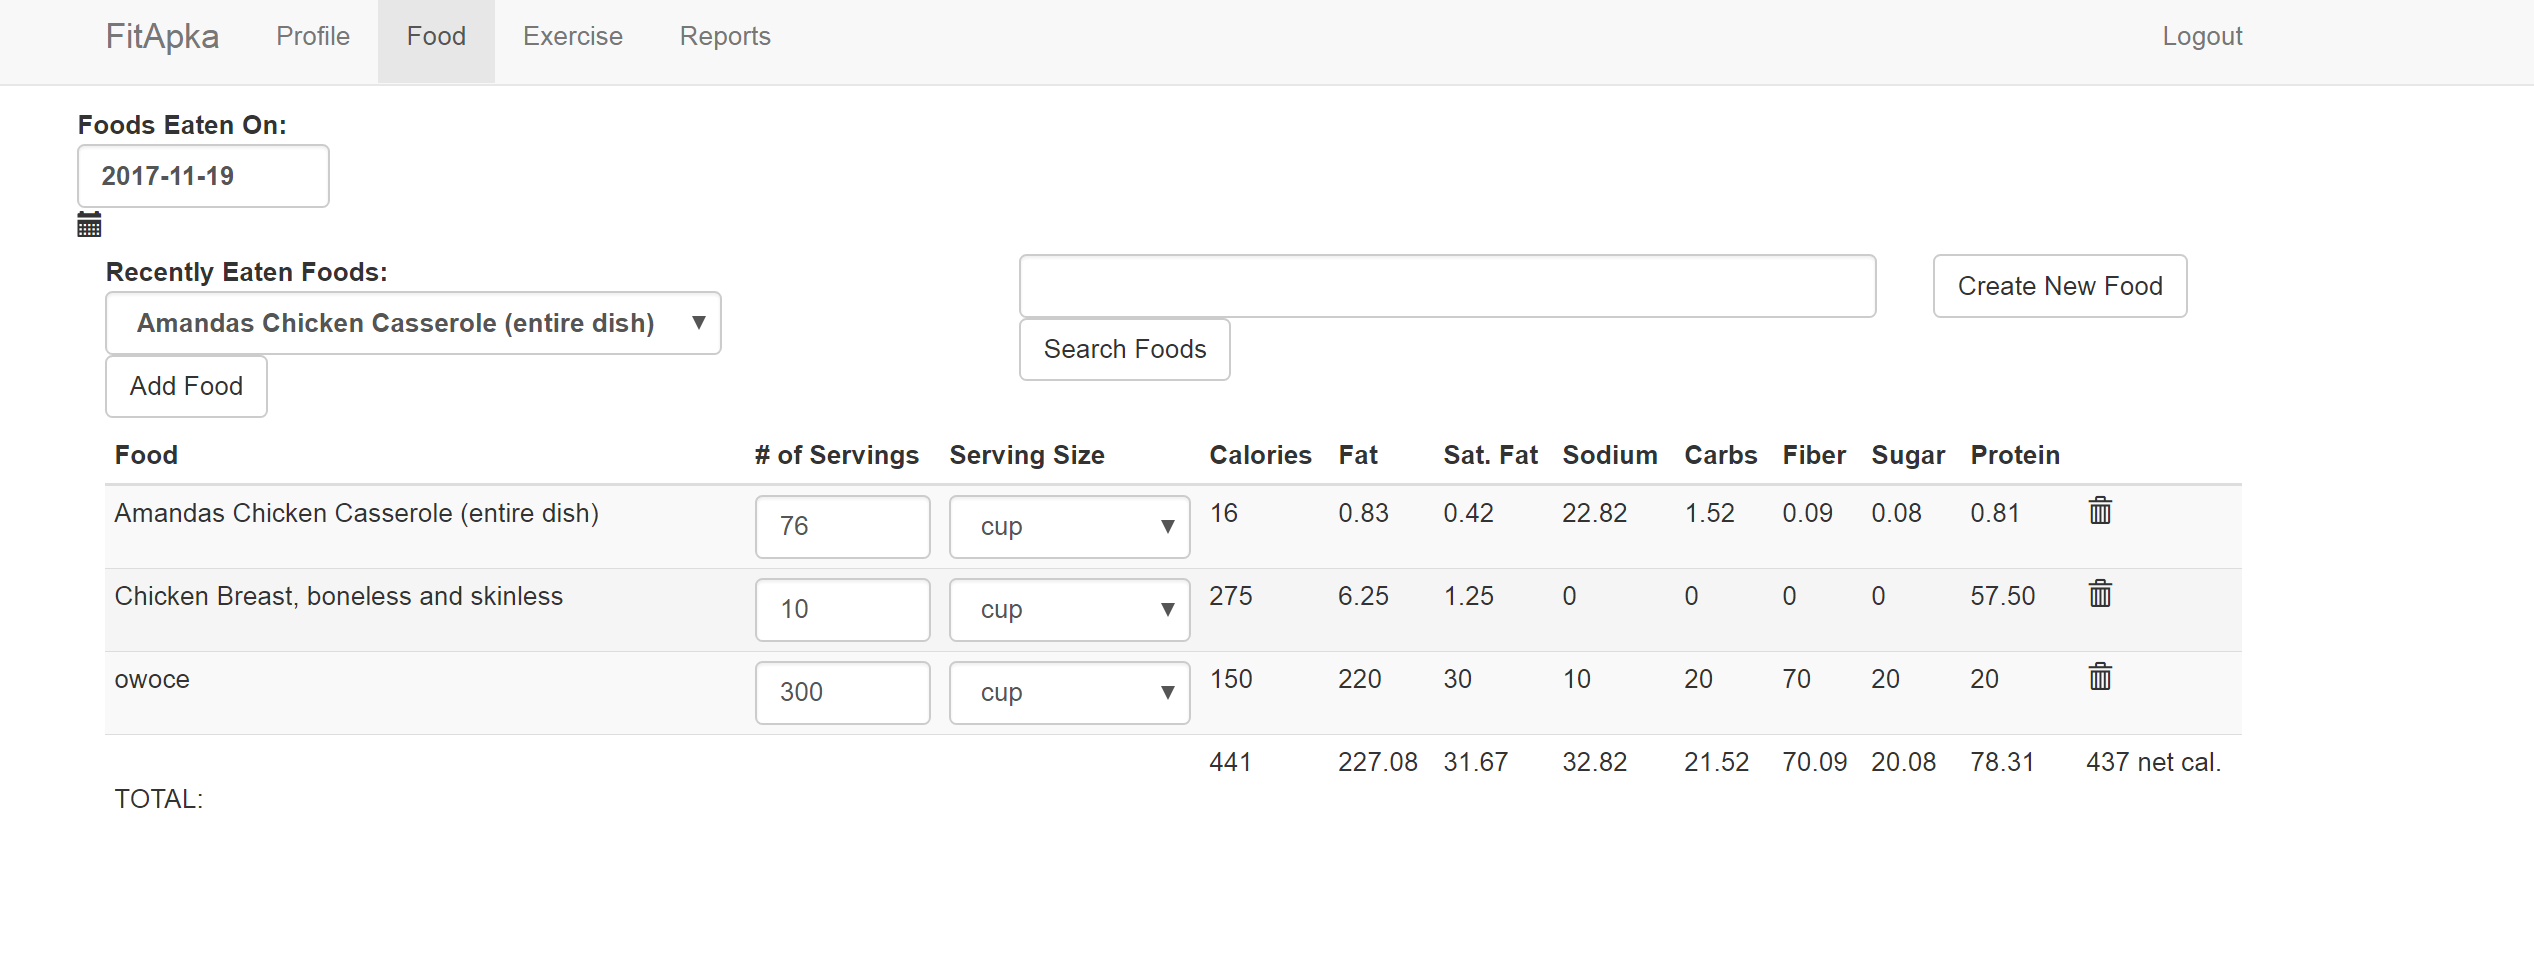 FitApka Profile Food Exercise Reports Logout
Foods Eaten On:
2017-11-19
Recently Eaten Foods:
Amandas Chicken Casserole (entire dish)
Add Food
Search Foods
Create New Food
Food # of Servings Serving Size Calories Fat Sat. Fat Sodium Carbs Fiber Sugar Protein
Amandas Chicken Casserole (entire dish) 76 cup 16 0.83 0.42 22.82 1.52 0.09 0.08 0.81
Chicken Breast, boneless and skinless 10 cup 275 6.25 1.25 0 0 0 0 57.50
owoce 300 cup 150 220 30 10 20 70 20 20
441 227.08 31.67 32.82 21.52 70.09 20.08 78.31 437 net cal.
TOTAL: